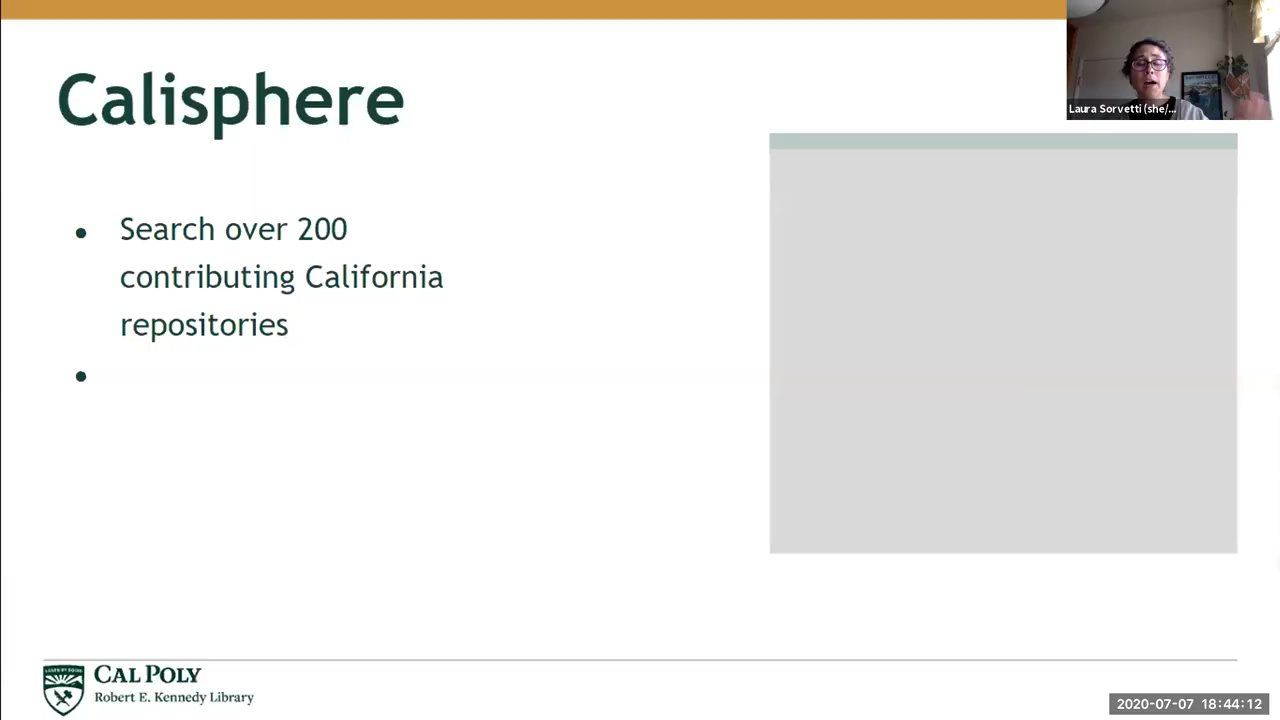 Calisphere
Laura Sorvetti (she/...
• Search over 200
contributing California
repositories
•
CAL POLY
Robert E. Kennedy Library
2020-07-07 18:44:12